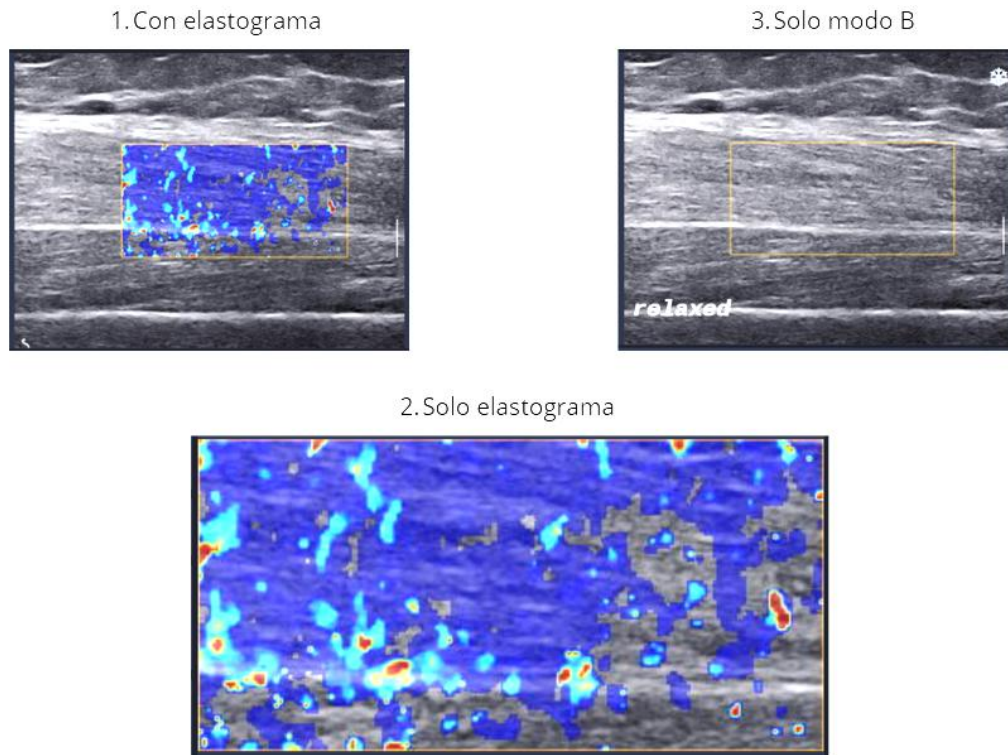 1. Con elastograma
3. Solo modo B
relaxed
2. Solo elastograma